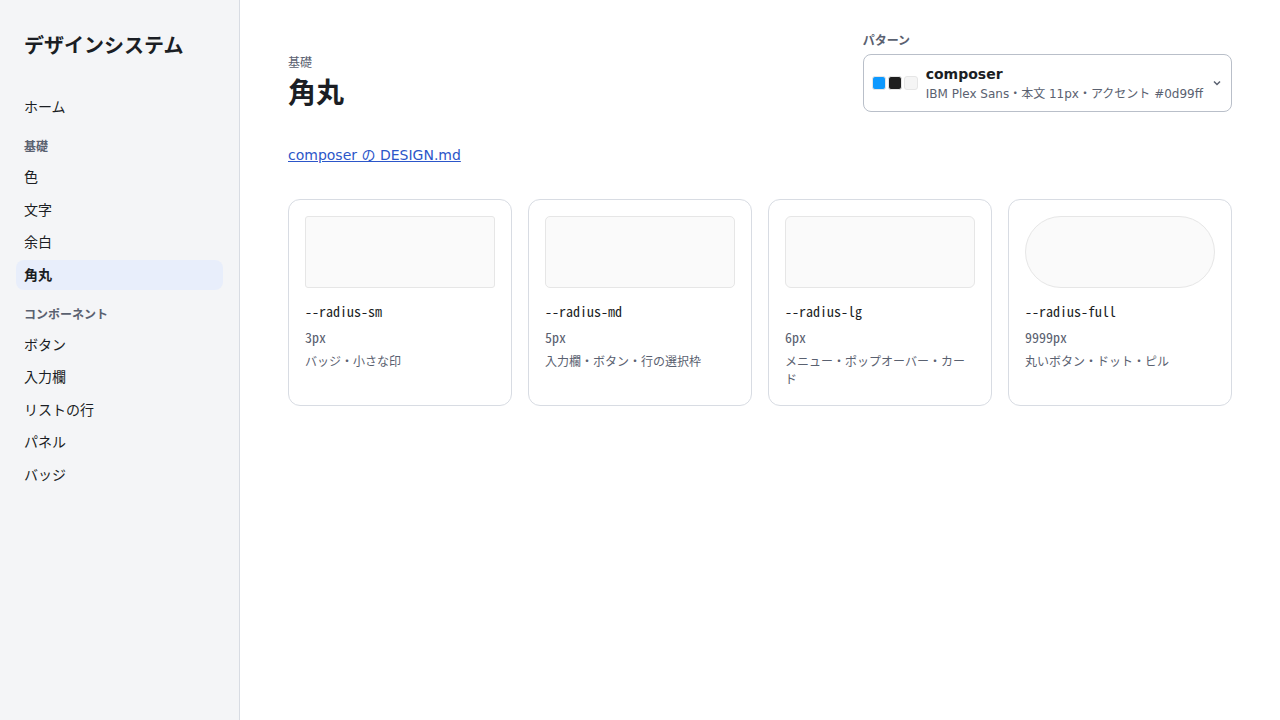 デザインシステム
ホーム
基礎
色
文字
余白
角丸
コンポーネント
ボタン
入力欄
リストの行
パネル
バッジ
基礎
角丸
パターン
composer
IBM Plex Sans・本文 11px・アクセント #0d99ff
composer の DESIGN.md
--radius-sm
3px
バッジ・小さな印
--radius-md
5px
入力欄・ボタン・行の選択枠
--radius-lg
6px
メニュー・ポップオーバー・カー
ド
--radius-full
9999px
丸いボタン・ドット・ピル